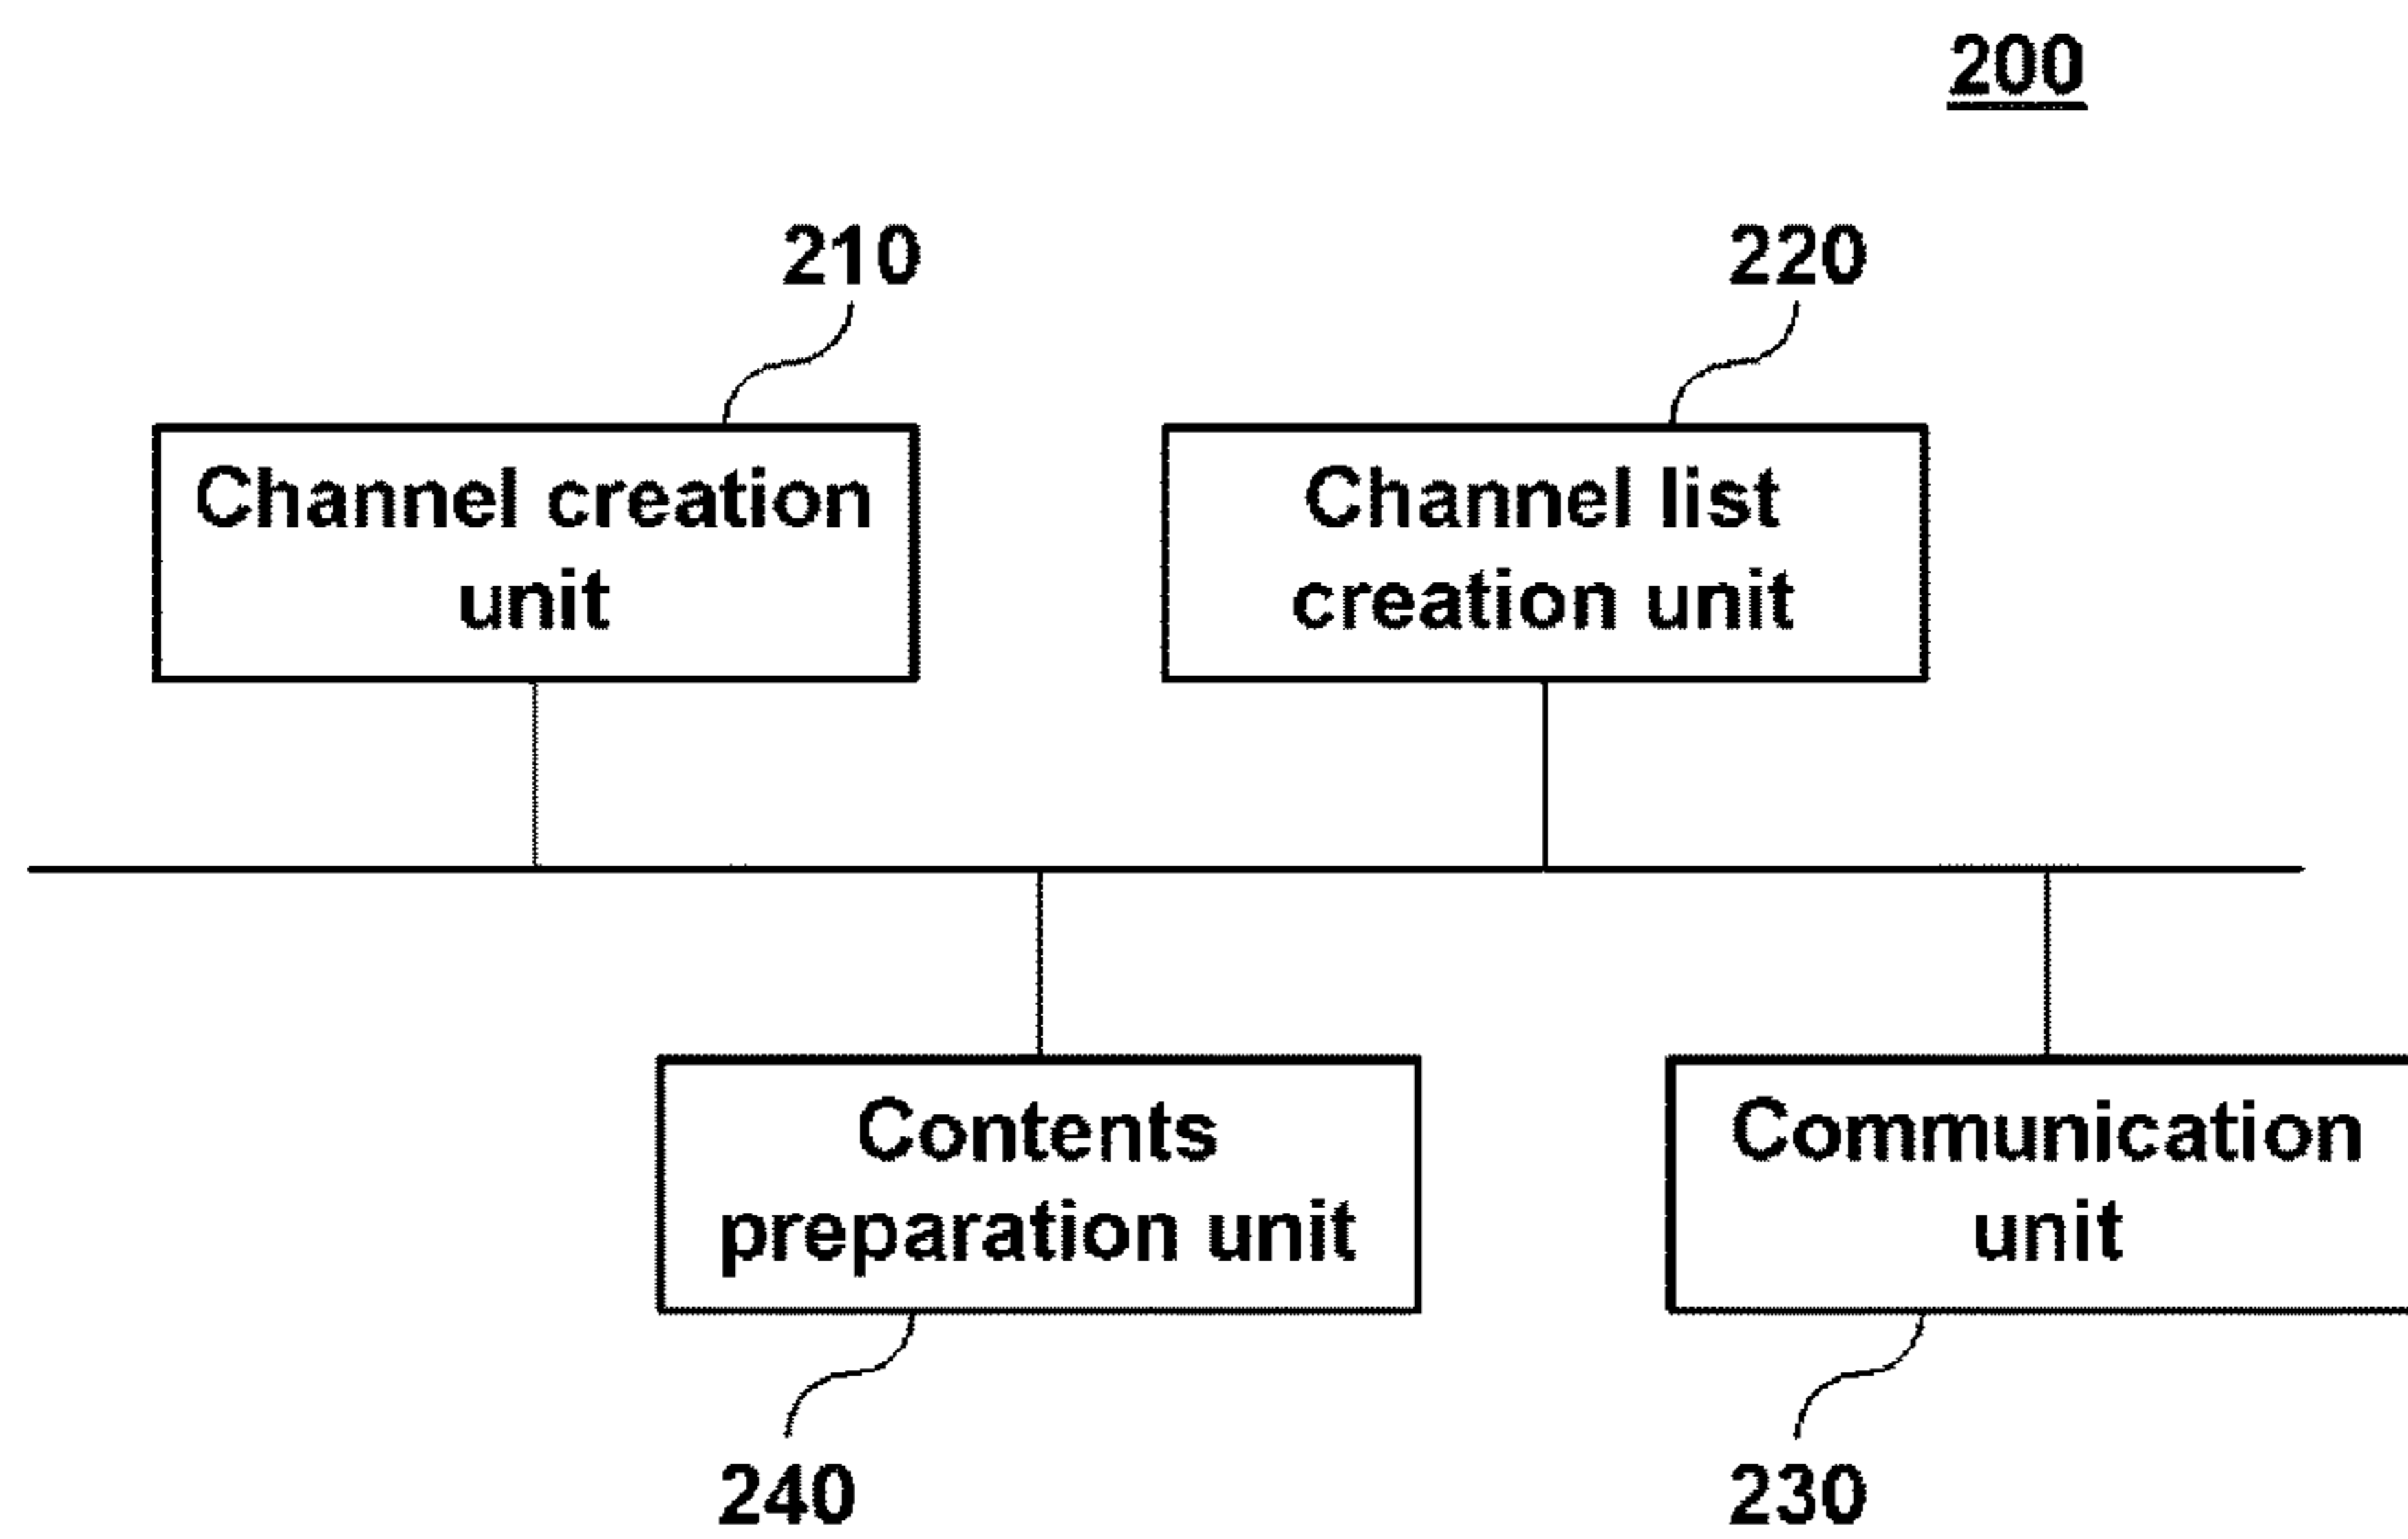 200
210
220
Channel creation
unit
Channel list
creation unit
Contents
preparation unit
Communication
unit
240
230